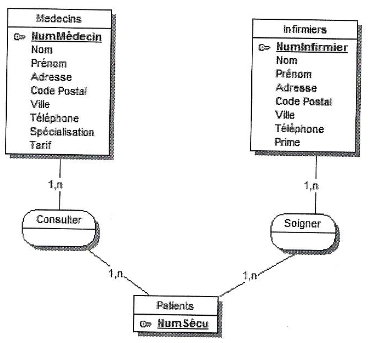 Medecins
NumMédecin
Nom
Prénom
Adresse
Code Postal
Ville
Téléphone
Spécialisation
Tarif
Infirmiers
NumInfirmier
Nom
Prénom
Adresse
Code Postal
Ville
Téléphone
Prime
1,n
1,n
Consulter
Soigner
1,n
1,n
Patients
NumSécu